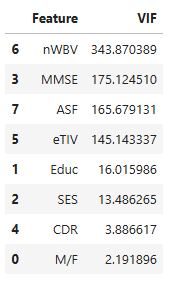 Feature VIF
6 nWBV 343.870389
3 MMSE 175.124510
7 ASF 165.679131
5 eTIV 145.143337
1 Educ 16.015986
2 SES 13.486265
4 CDR 3.886617
0 M/F 2.191896